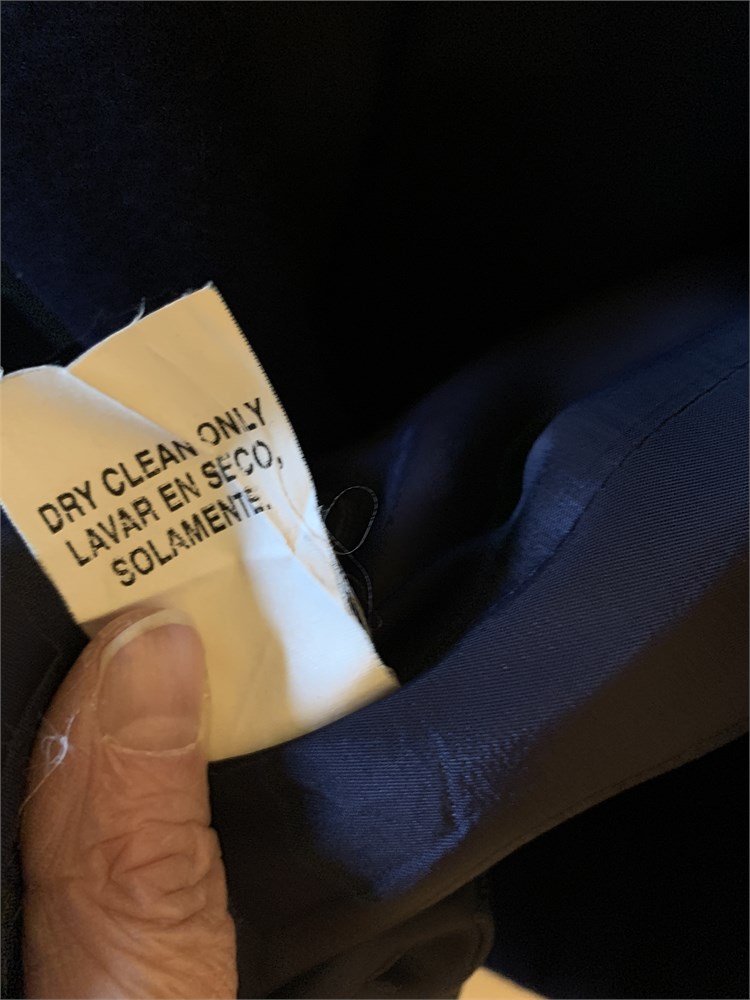 DRY CLEAN ONLY
LAVAR EN SECO,
SOLAMENTE.